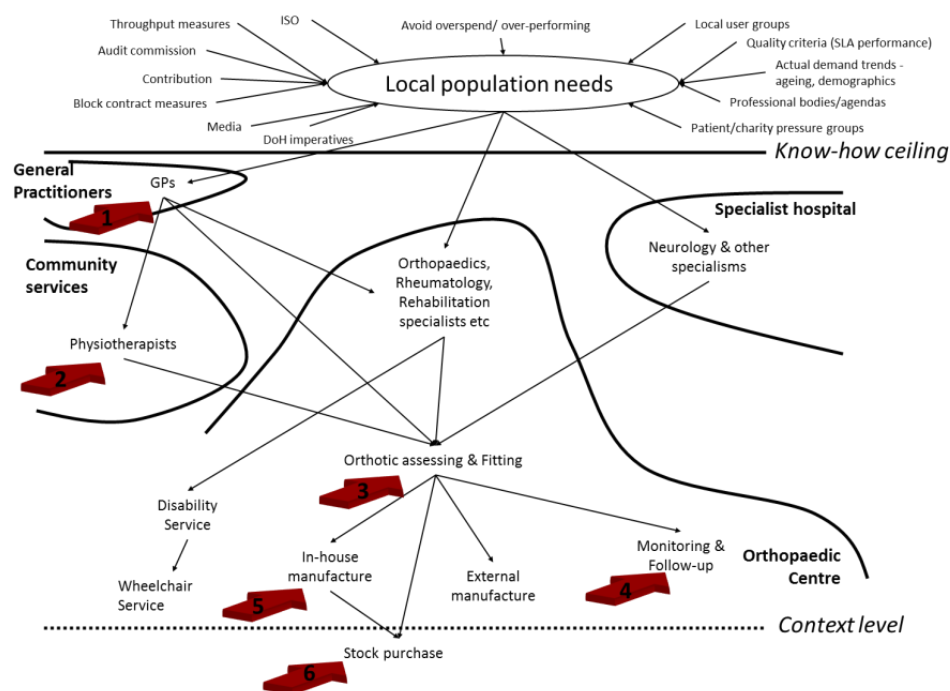 Throughput measures
ISO
Avoid overspend/ over-performing
Local user groups
Audit commission
Quality criteria (SLA performance)
Contribution
Local population needs
Actual demand trends -
ageing, demographics
Block contract measures
Professional bodies/agendas
Media
DoH imperatives
Patient/charity pressure groups
Know-how ceiling
General
Practitioners
GPs
1
Specialist hospital
Community
services
Neurology & other
specialisms
Orthopaedics,
Rheumatology,
Rehabilitation
specialists etc
Physiotherapists
2
Orthotic assessing & Fitting
3
Disability
Service
In-house
manufacture
External
manufacture
Monitoring &
Follow-up
Orthopaedic
Centre
Wheelchair
Service
5
4
Context level
Stock purchase
6